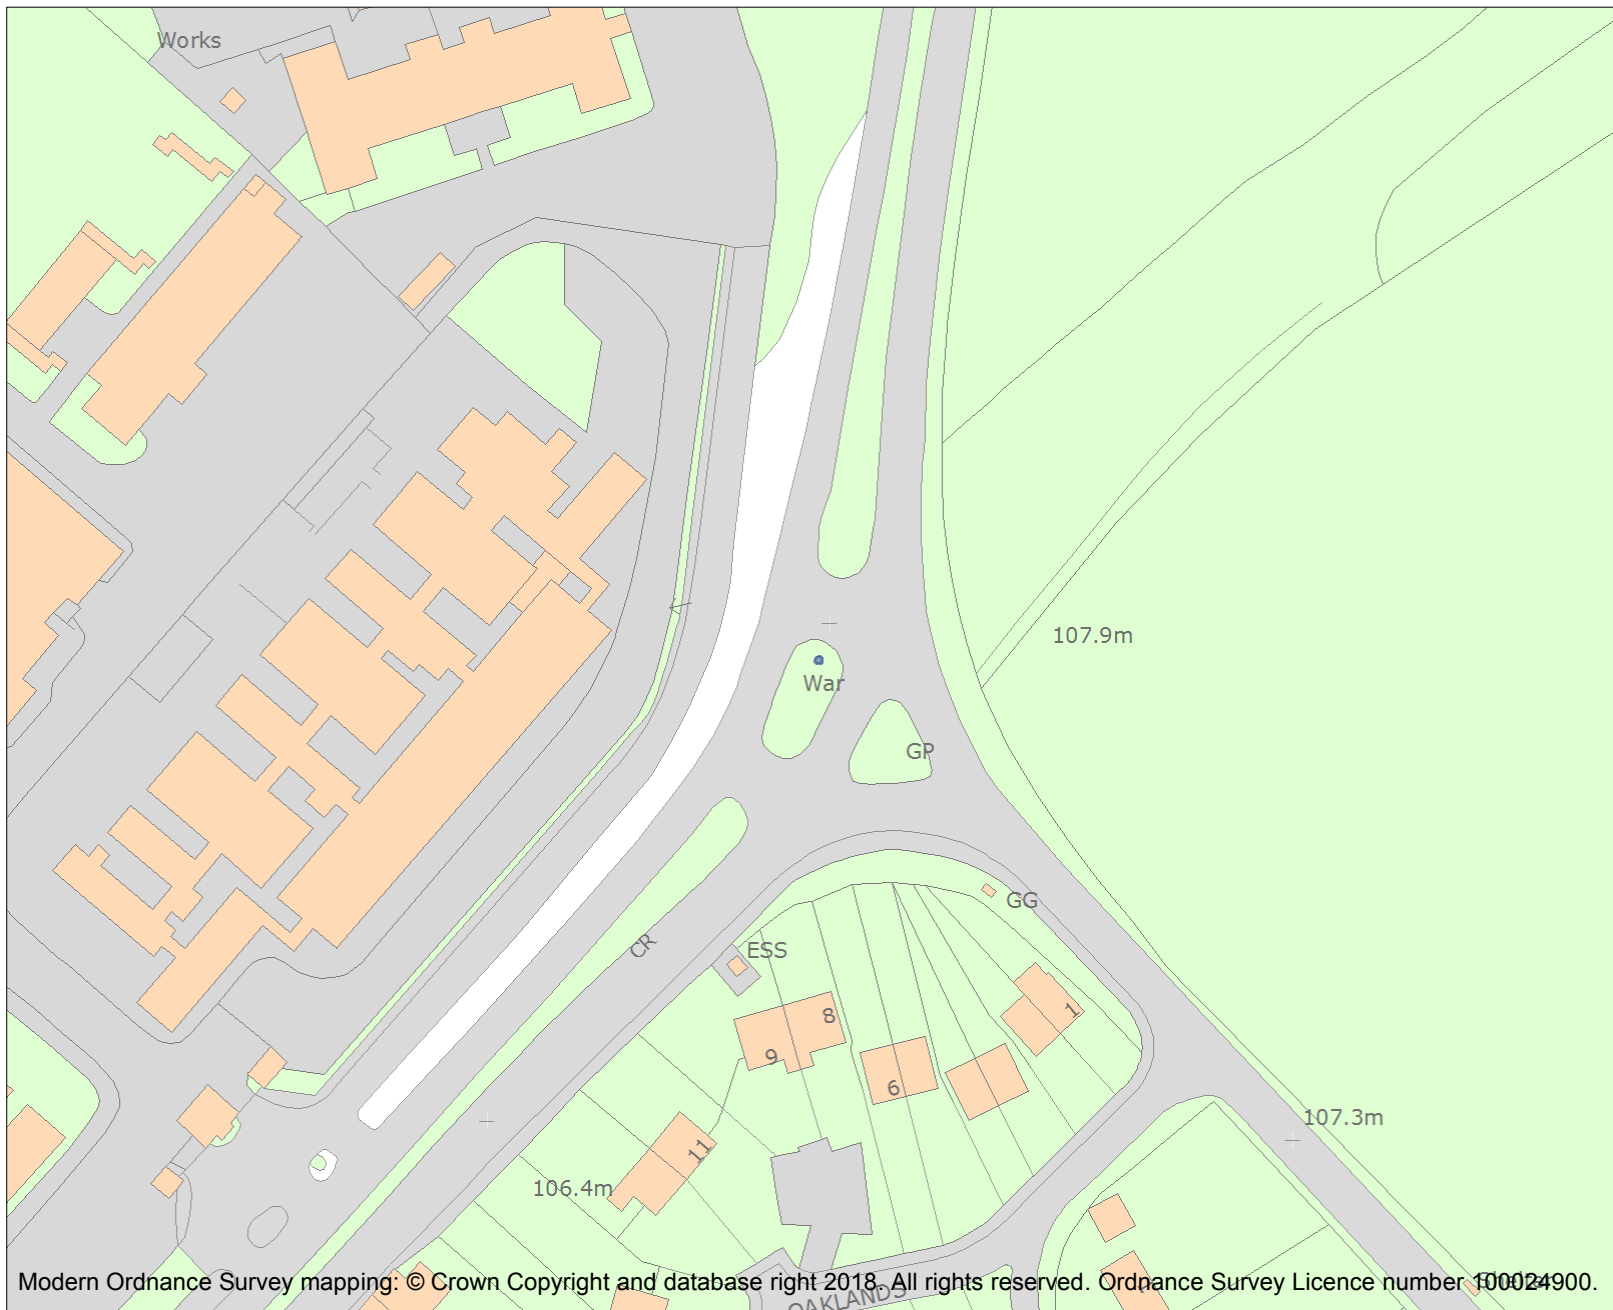 Works
107.9m
War
GP
GG
CR
ESS
8
1
9
6
107.3m
11
106.4m
Modern Ordnance Survey mapping: © Crown Copyright and database right 2018. All rights reserved. Ordnance Survey Licence number 100024900.
Shelter
OAKLANDS